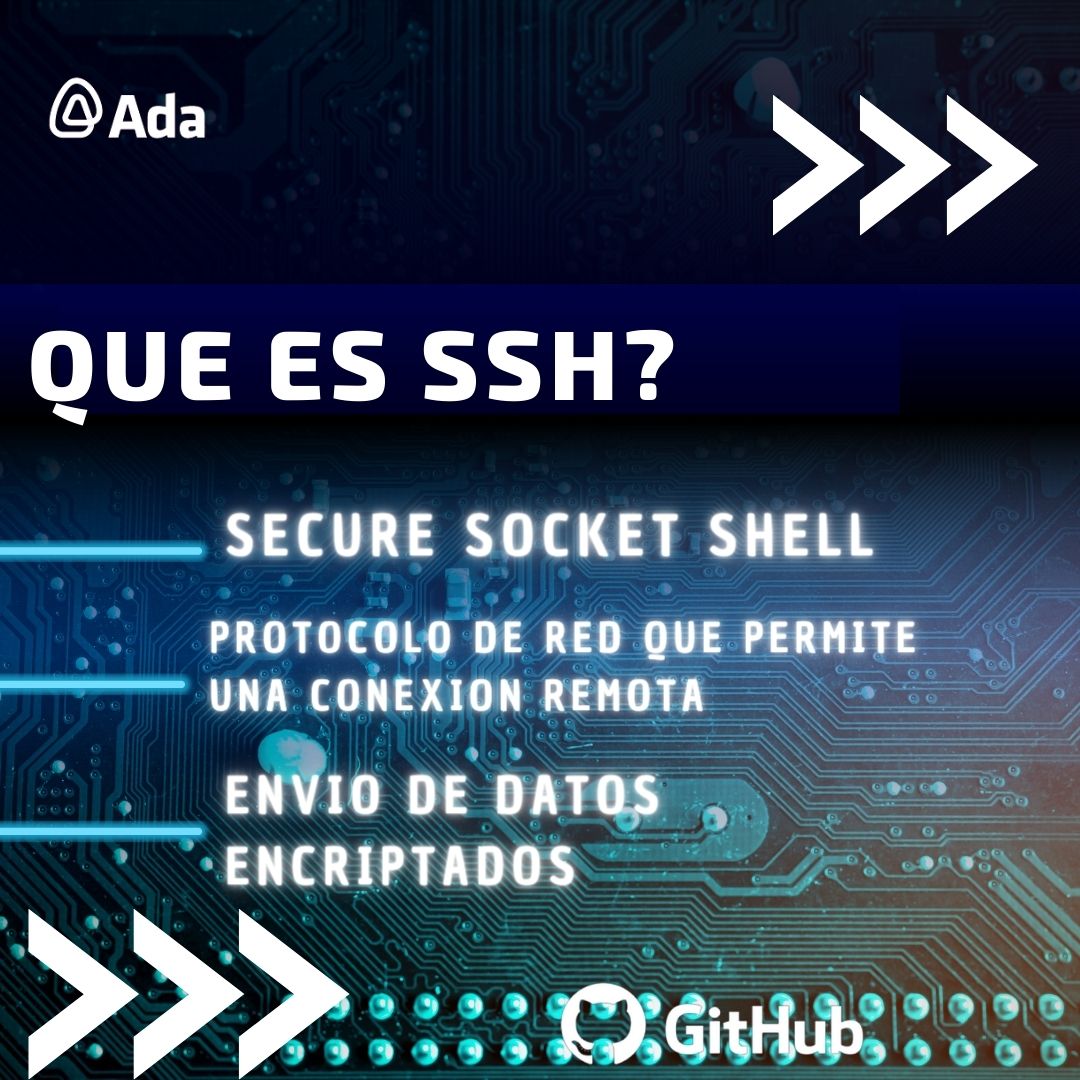 Ada
QUE ES SSH?
SECURE SOCKET SHELL
PROTOCOLO DE RED QUE PERMITE
UNA CONEXION REMOTA
ENVIO DE DATOS
ENCRIPTADOS
GitHub